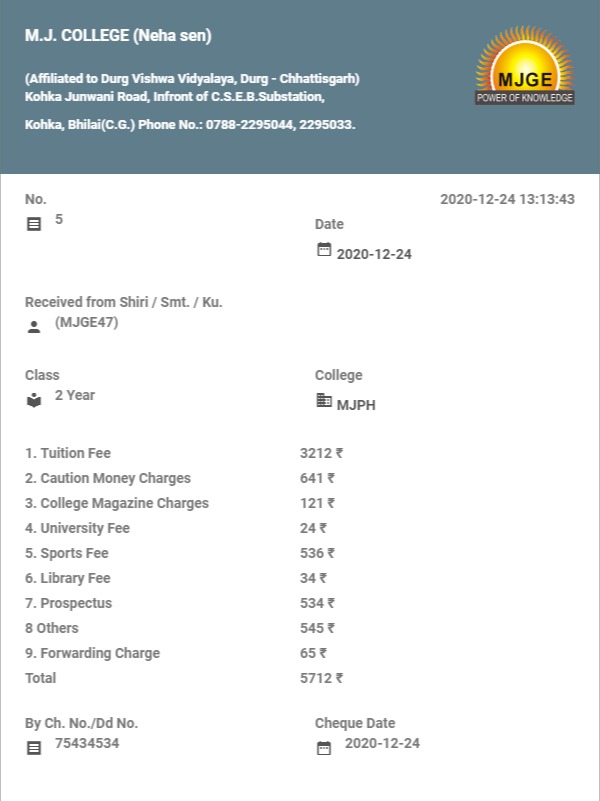 M.J. COLLEGE (Neha sen)
(Affiliated to Durg Vishwa Vidyalaya, Durg - Chhattisgarh)
Kohka Junwani Road, Infront of C.S.E.B.Substation,
Kohka, Bhilai(C.G.) Phone No.: 0788-2295044, 2295033.
MJGE
POWER OF KNOWLEDGE
No.
5
2020-12-24 13:13:43
Date
2020-12-24
Received from Shiri / Smt. / Ku.
(MJGE47)
Class
2 Year
College
MJPH
1. Tuition Fee 3212 ₹
2. Caution Money Charges 641 ₹
3. College Magazine Charges 121 ₹
4. University Fee 24 ₹
5. Sports Fee 536 ₹
6. Library Fee 34 ₹
7. Prospectus 534 ₹
8 Others 545 ₹
9. Forwarding Charge 65 ₹
Total 5712 ₹
By Ch. No./Dd No.
75434534
Cheque Date
2020-12-24